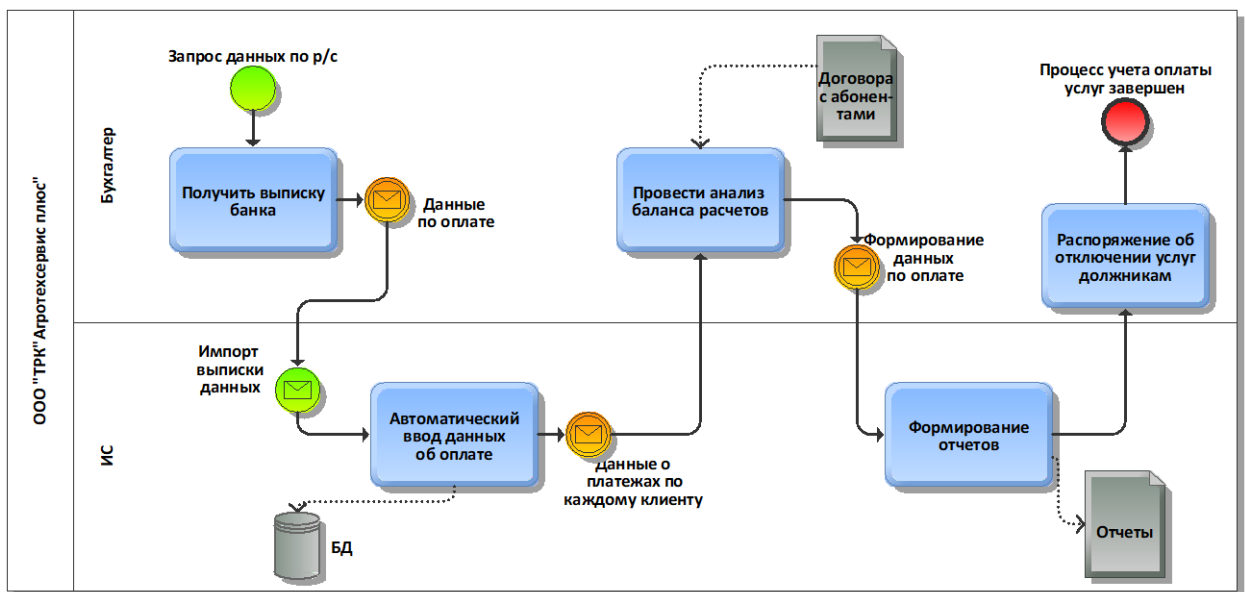 ООО "ТРК"Агротехсервис плюс"
Бухгалтер
Запрос данных по р/с
Получить выписку
банка
Данные
по оплате
Провести анализ
баланса расчетов
Договора
с абонен-
тами
Формирование
данных
по оплате
Процесс учета оплаты
услуг завершен
Распоряжение об
отключении услуг
должникам
ИС
Импорт
выписки
данных
Автоматический
ввод данных
об оплате
Данные о
платежах по
каждому клиенту
БД
Формирование
отчетов
Отчеты